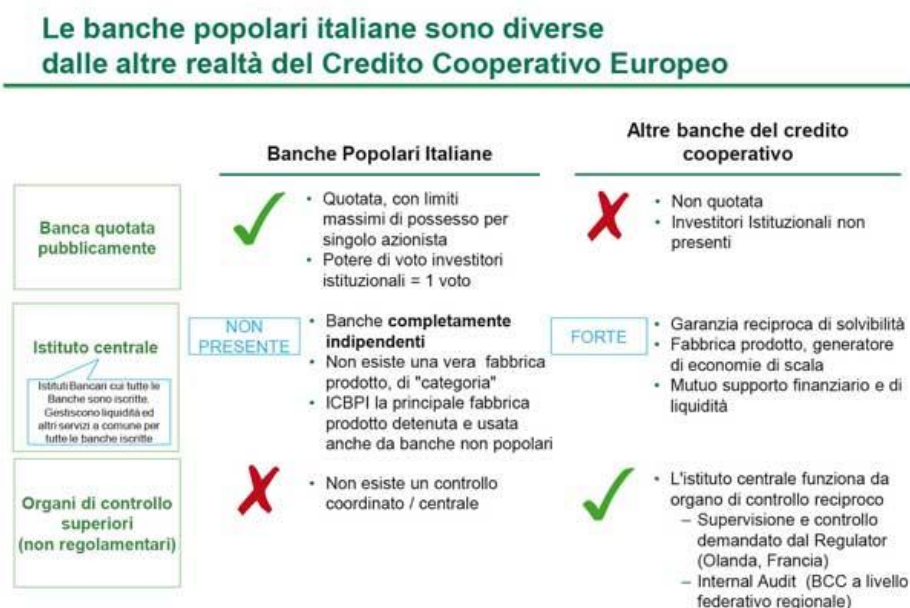 Le banche popolari italiane sono diverse
dalle altre realtà del Credito Cooperativo Europeo
Banche Popolari Italiane
Altre banche del credito
cooperativo
Banca quotata
pubblicamente
• Quotata, con limiti
massimi di possesso per
singolo azionista
• Potere di voto investitori
istituzionali = 1 voto
• Non quotata
• Investitori Istituzionali non
presenti
Istituto centrale
Istituti Bancari cui tutte le
Banche sono iscritte.
Gestiscono liquidità ed
altri servizi a comune per
tutte le banche iscritte
NON
PRESENTE
• Banche completamente
indipendenti
• Non esiste una vera fabbrica
prodotto, di "categoria"
• ICBPI la principale fabbrica
prodotto detenuta e usata
anche da banche non popolari
FORTE
• Garanzia reciproca di solvibilità
• Fabbrica prodotto, generatore
di economie di scala
• Mutuo supporto finanziario e di
liquidità
Organi di controllo
superiori
(non regolamentari)
• Non esiste un controllo
coordinato / centrale
• L'istituto centrale funziona da
organo di controllo reciproco
– Supervisione e controllo
demandato dal Regulator
(Olanda, Francia)
– Internal Audit (BCC a livello
federativo regionale)